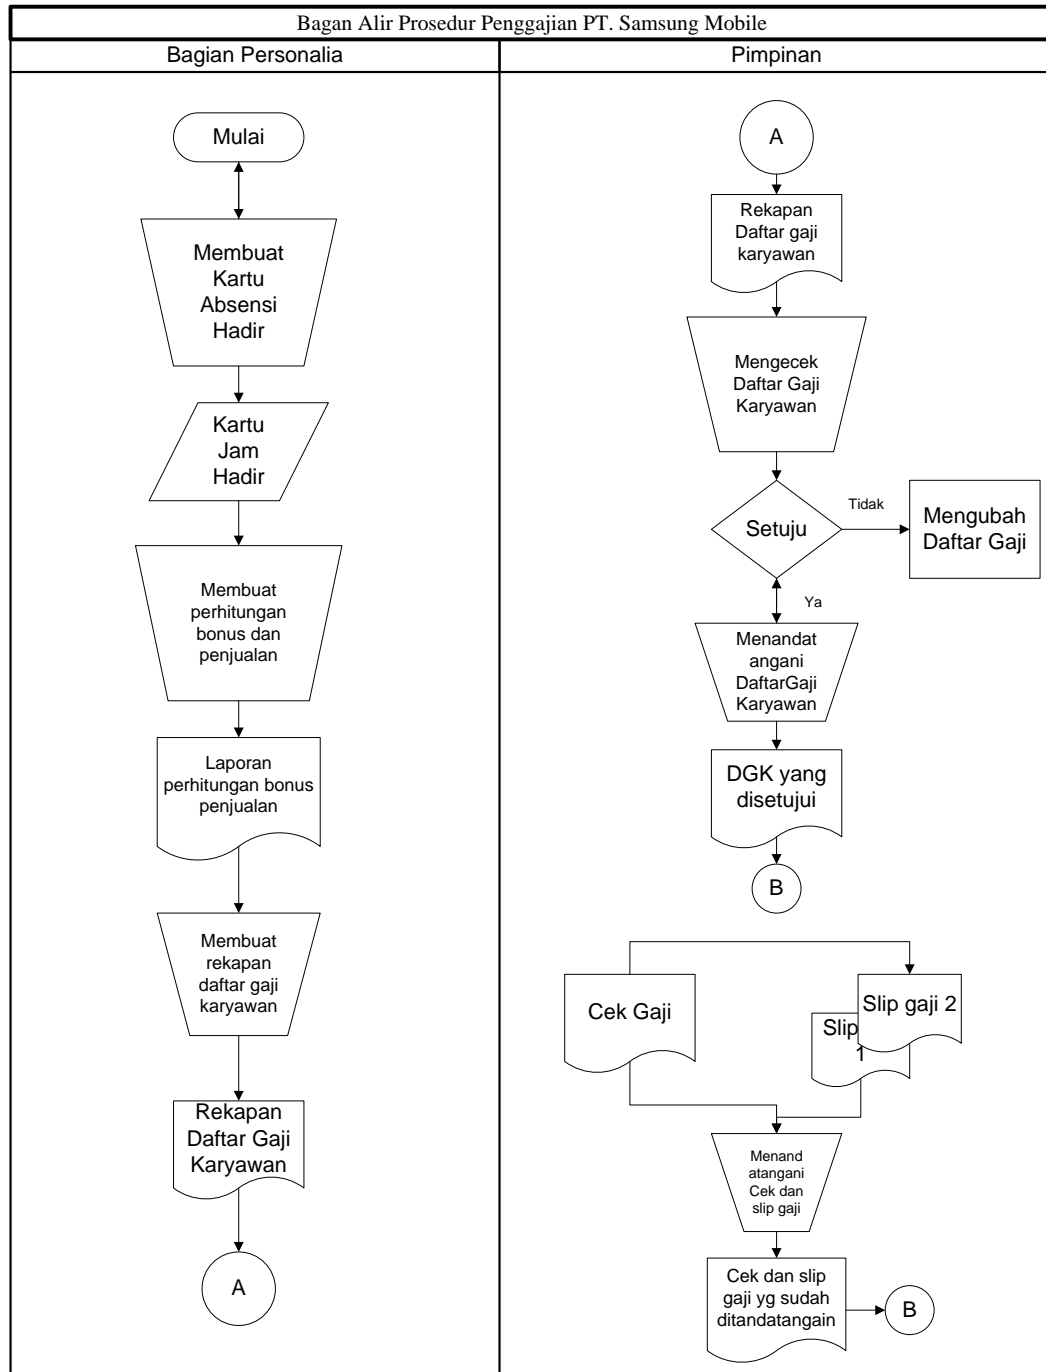 Bagan Alir Prosedur Penggajian PT. Samsung Mobile
Bagian Personalia
Pimpinan
Mulai
Membuat
Kartu
Absensi
Hadir
Kartu
Jam
Hadir
Membuat
perhitungan
bonus dan
penjualan
Laporan
perhitungan bonus
penjualan
Membuat
rekapan
daftar gaji
karyawan
Rekapan
Daftar Gaji
Karyawan
A
A
Rekapan
Daftar gaji
karyawan
Mengecek
Daftar Gaji
Karyawan
Setuju
Tidak
Mengubah
Daftar Gaji
Ya
Menandat
angani
DaftarGaji
Karyawan
DGK yang
disetujui
B
Cek Gaji
Slip gaji 2
Slip
1
Menand
atangani
Cek dan
slip gaji
Cek dan slip
gaji yg sudah
ditandatangain
B